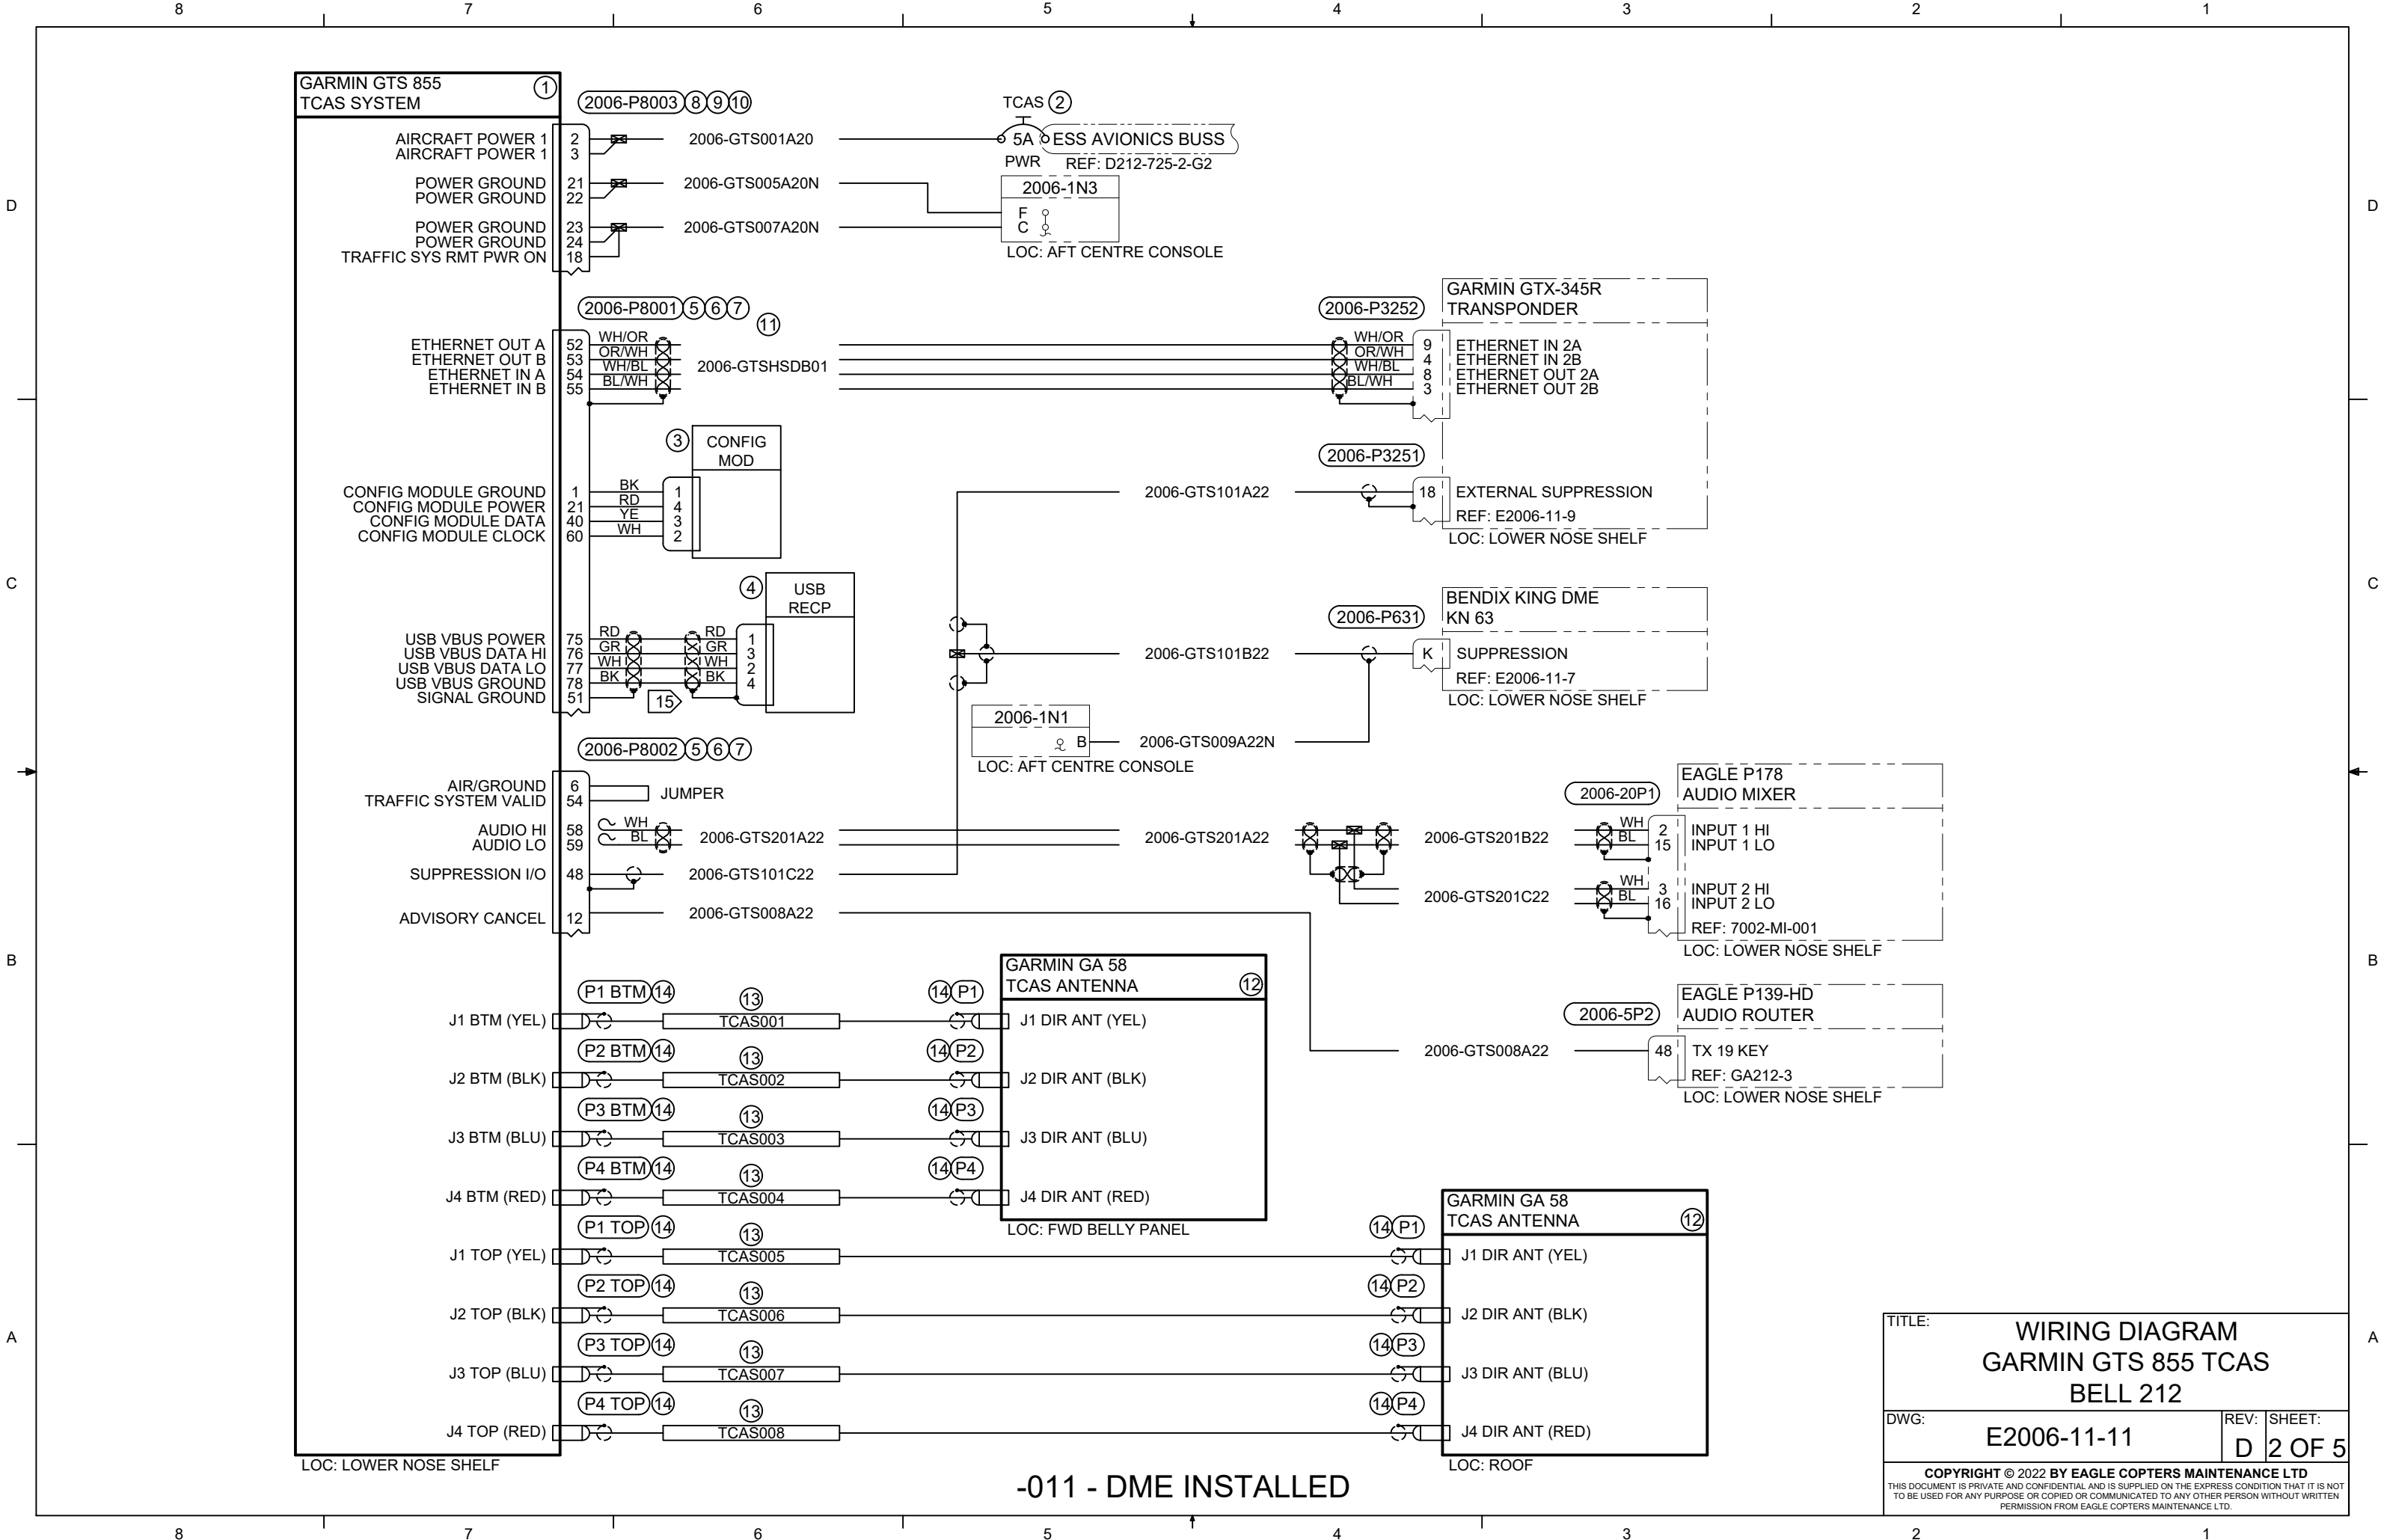 8 7 6 5 4 3 2 1
GARMIN GTS 855
TCAS SYSTEM
1
2006-P8003 8 9 10
AIRCRAFT POWER 1 2
AIRCRAFT POWER 1 3
2006-GTS001A20
TCAS 2
5A ESS AVIONICS BUSS
PWR REF: D212-725-2-G2
POWER GROUND 21
POWER GROUND 22
2006-GTS005A20N
POWER GROUND 23
POWER GROUND 24
TRAFFIC SYS RMT PWR ON 18
2006-GTS007A20N
2006-1N3
F
C
LOC: AFT CENTRE CONSOLE
D D
2006-P8001 5 6 7
11
ETHERNET OUT A 52 WH/OR
ETHERNET OUT B 53 OR/WH
ETHERNET IN A 54 WH/BL
ETHERNET IN B 55 BL/WH
2006-GTSHSDB01
2006-P3252
GARMIN GTX-345R
TRANSPONDER
WH/OR 9 ETHERNET IN 2A
OR/WH 4 ETHERNET IN 2B
WH/BL 8 ETHERNET OUT 2A
BL/WH 3 ETHERNET OUT 2B
3 CONFIG
MOD
CONFIG MODULE GROUND 1 BK 1
CONFIG MODULE POWER 21 RD 4
CONFIG MODULE DATA 40 YE 3
CONFIG MODULE CLOCK 60 WH 2
2006-P3251
2006-GTS101A22
18 EXTERNAL SUPPRESSION
REF: E2006-11-9
LOC: LOWER NOSE SHELF
C C
4 USB
RECP
USB VBUS POWER 75 RD RD 1
USB VBUS DATA HI 76 GR GR 3
USB VBUS DATA LO 77 WH WH 2
USB VBUS GROUND 78 BK BK 4
SIGNAL GROUND 51
15
2006-P631
BENDIX KING DME
KN 63
2006-GTS101B22
K SUPPRESSION
REF: E2006-11-7
LOC: LOWER NOSE SHELF
2006-1N1
B 2006-GTS009A22N
LOC: AFT CENTRE CONSOLE
2006-P8002 5 6 7
AIR/GROUND 6
TRAFFIC SYSTEM VALID 54
JUMPER
AUDIO HI 58 WH
AUDIO LO 59 BL
2006-GTS201A22 2006-GTS201A22 2006-GTS201B22
2006-20P1
EAGLE P178
AUDIO MIXER
WH 2 INPUT 1 HI
BL 15 INPUT 1 LO
SUPPRESSION I/O 48 2006-GTS101C22
2006-GTS201C22
WH 3 INPUT 2 HI
BL 16 INPUT 2 LO
REF: 7002-MI-001
LOC: LOWER NOSE SHELF
ADVISORY CANCEL 12 2006-GTS008A22
B B
2006-5P2
EAGLE P139-HD
AUDIO ROUTER
2006-GTS008A22 48 TX 19 KEY
REF: GA212-3
LOC: LOWER NOSE SHELF
GARMIN GA 58
TCAS ANTENNA
12
P1 BTM 14 13 14 P1
J1 BTM (YEL) TCAS001 J1 DIR ANT (YEL)
P2 BTM 14 13 14 P2
J2 BTM (BLK) TCAS002 J2 DIR ANT (BLK)
P3 BTM 14 13 14 P3
J3 BTM (BLU) TCAS003 J3 DIR ANT (BLU)
P4 BTM 14 13 14 P4
J4 BTM (RED) TCAS004 J4 DIR ANT (RED)
LOC: FWD BELLY PANEL
GARMIN GA 58
TCAS ANTENNA
12
P1 TOP 14 13 14 P1
J1 TOP (YEL) TCAS005 J1 DIR ANT (YEL)
P2 TOP 14 13 14 P2
J2 TOP (BLK) TCAS006 J2 DIR ANT (BLK)
A A
P3 TOP 14 13 14 P3
J3 TOP (BLU) TCAS007 J3 DIR ANT (BLU)
P4 TOP 14 13 14 P4
J4 TOP (RED) TCAS008 J4 DIR ANT (RED)
LOC: LOWER NOSE SHELF
LOC: ROOF
-011 - DME INSTALLED
TITLE:
WIRING DIAGRAM
GARMIN GTS 855 TCAS
BELL 212
DWG:
E2006-11-11
REV:
D
SHEET:
2 OF 5
COPYRIGHT © 2022 BY EAGLE COPTERS MAINTENANCE LTD
THIS DOCUMENT IS PRIVATE AND CONFIDENTIAL AND IS SUPPLIED ON THE EXPRESS CONDITION THAT IT IS NOT
TO BE USED FOR ANY PURPOSE OR COPIED OR COMMUNICATED TO ANY OTHER PERSON WITHOUT WRITTEN
PERMISSION FROM EAGLE COPTERS MAINTENANCE LTD.
8 7 6 5 4 3 2 1